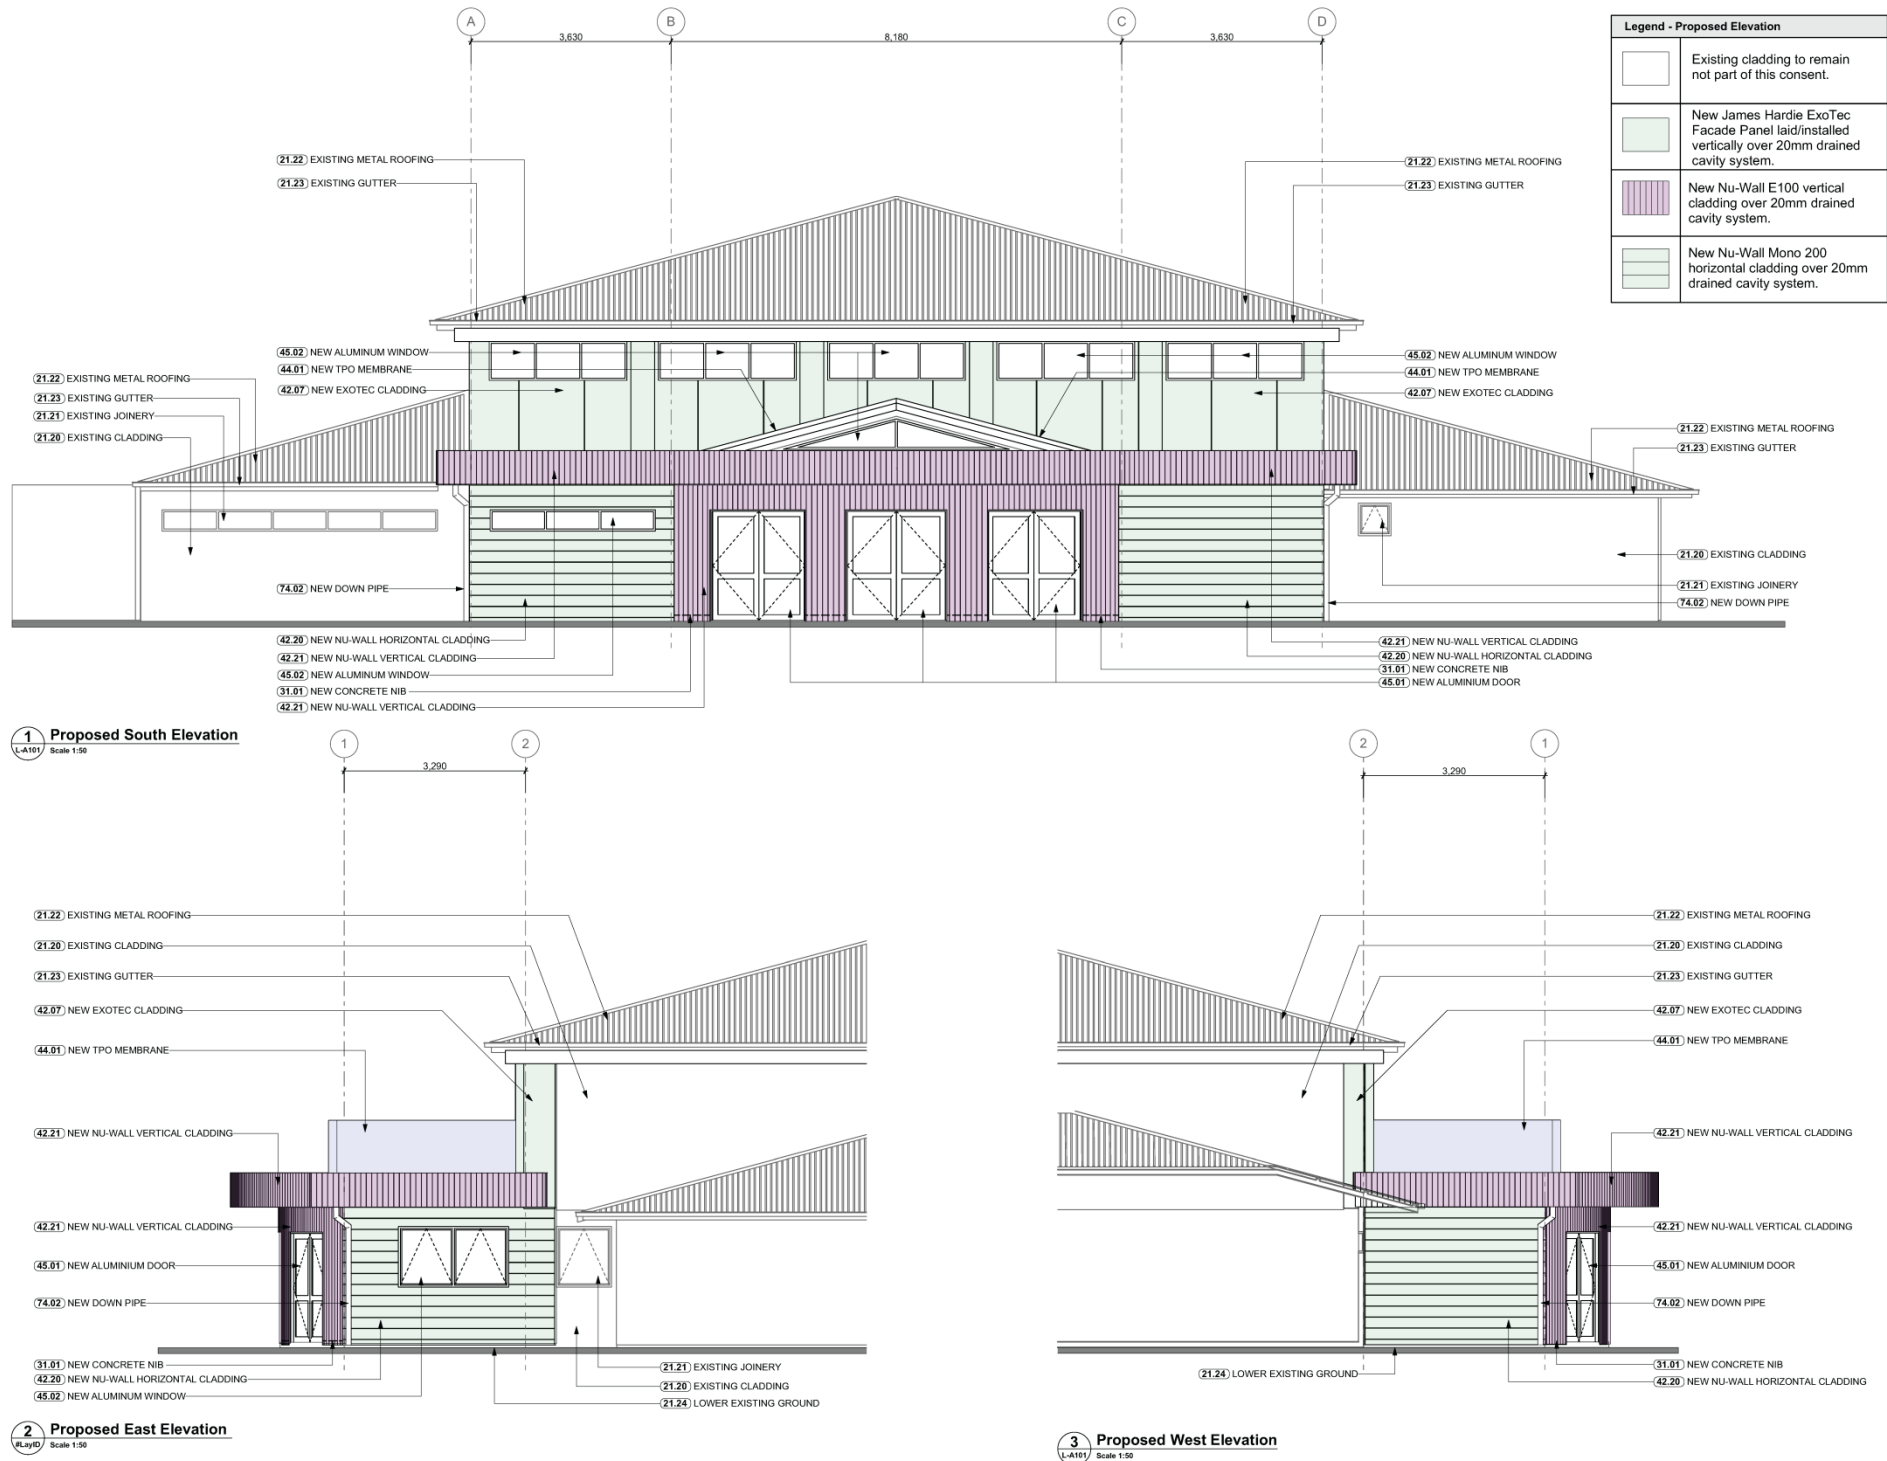 A
B
C
D
3,630
8,180
3,630
Legend - Proposed Elevation
Existing cladding to remain
not part of this consent.
New James Hardie ExoTec
Facade Panel laid/installed
vertically over 20mm drained
cavity system.
New Nu-Wall E100 vertical
cladding over 20mm drained
cavity system.
New Nu-Wall Mono 200
horizontal cladding over 20mm
drained cavity system.
21.22 EXISTING METAL ROOFING
21.23 EXISTING GUTTER
21.22 EXISTING METAL ROOFING
21.23 EXISTING GUTTER
45.02 NEW ALUMINUM WINDOW
44.01 NEW TPO MEMBRANE
42.07 NEW EXOTEC CLADDING
45.02 NEW ALUMINUM WINDOW
44.01 NEW TPO MEMBRANE
42.07 NEW EXOTEC CLADDING
21.22 EXISTING METAL ROOFING
21.23 EXISTING GUTTER
21.21 EXISTING JOINERY
21.20 EXISTING CLADDING
21.22 EXISTING METAL ROOFING
21.23 EXISTING GUTTER
21.20 EXISTING CLADDING
21.21 EXISTING JOINERY
74.02 NEW DOWN PIPE
74.02 NEW DOWN PIPE
42.20 NEW NU-WALL HORIZONTAL CLADDING
42.21 NEW NU-WALL VERTICAL CLADDING
45.02 NEW ALUMINUM WINDOW
31.01 NEW CONCRETE NIB
42.21 NEW NU-WALL VERTICAL CLADDING
42.21 NEW NU-WALL VERTICAL CLADDING
42.20 NEW NU-WALL HORIZONTAL CLADDING
31.01 NEW CONCRETE NIB
45.01 NEW ALUMINIUM DOOR
1
L-A101
Proposed South Elevation
Scale 1:50
1
2
3,290
21.22 EXISTING METAL ROOFING
21.20 EXISTING CLADDING
21.23 EXISTING GUTTER
42.07 NEW EXOTEC CLADDING
44.01 NEW TPO MEMBRANE
42.21 NEW NU-WALL VERTICAL CLADDING
42.21 NEW NU-WALL VERTICAL CLADDING
45.01 NEW ALUMINIUM DOOR
74.02 NEW DOWN PIPE
31.01 NEW CONCRETE NIB
42.20 NEW NU-WALL HORIZONTAL CLADDING
45.02 NEW ALUMINUM WINDOW
21.21 EXISTING JOINERY
21.20 EXISTING CLADDING
21.24 LOWER EXISTING GROUND
2
#LayID
Proposed East Elevation
Scale 1:50
2
1
3,290
21.22 EXISTING METAL ROOFING
21.20 EXISTING CLADDING
21.23 EXISTING GUTTER
42.07 NEW EXOTEC CLADDING
44.01 NEW TPO MEMBRANE
42.21 NEW NU-WALL VERTICAL CLADDING
42.21 NEW NU-WALL VERTICAL CLADDING
45.01 NEW ALUMINIUM DOOR
74.02 NEW DOWN PIPE
31.01 NEW CONCRETE NIB
42.20 NEW NU-WALL HORIZONTAL CLADDING
21.24 LOWER EXISTING GROUND
3
L-A101
Proposed West Elevation
Scale 1:50